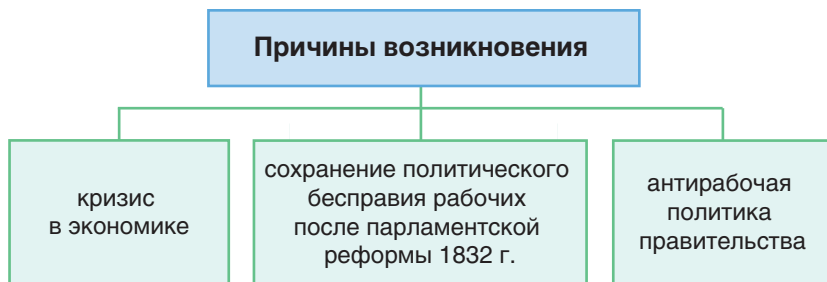 Причины возникновения
кризис
в экономике
сохранение политического
бесправия рабочих
после парламентской
реформы 1832 г.
антирабочая
политика
правительства